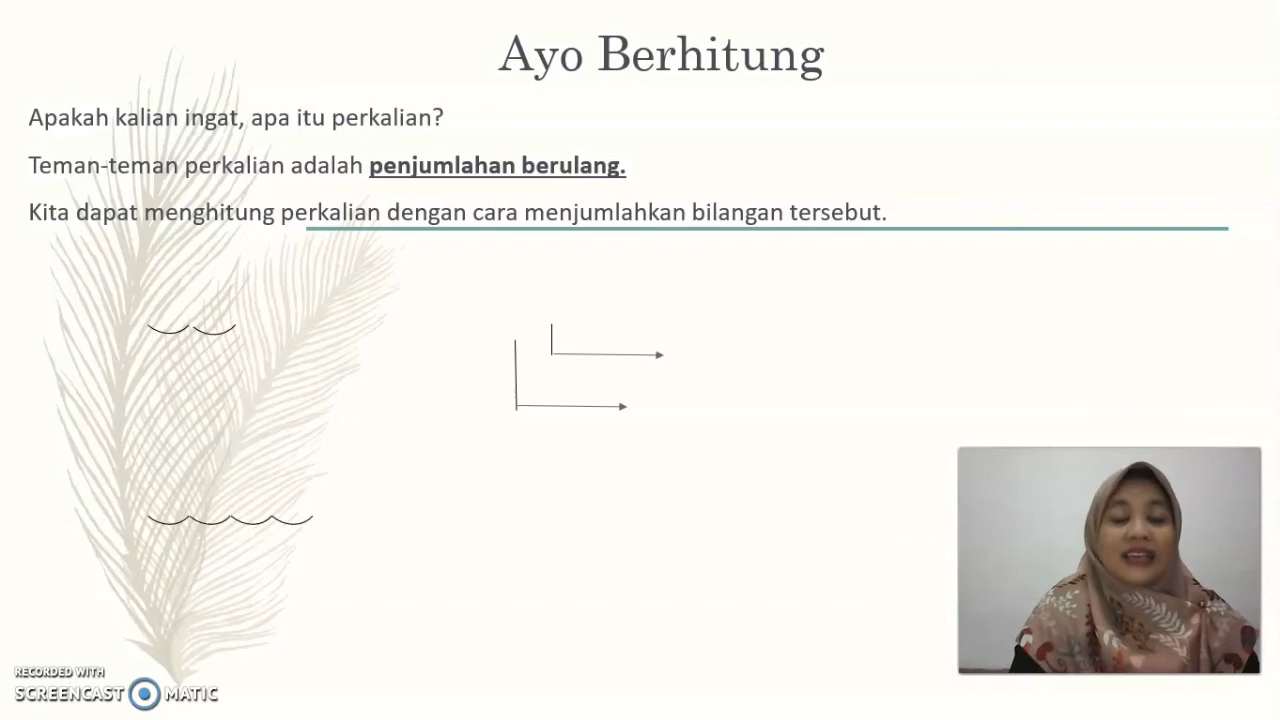 Ayo Berhitung
Apakah kalian ingat, apa itu perkalian?
Teman-teman perkalian adalah penjumlahan berulang.
Kita dapat menghitung perkalian dengan cara menjumlahkan bilangan tersebut.
RECORDED WITH
SCREENCAST MATIC